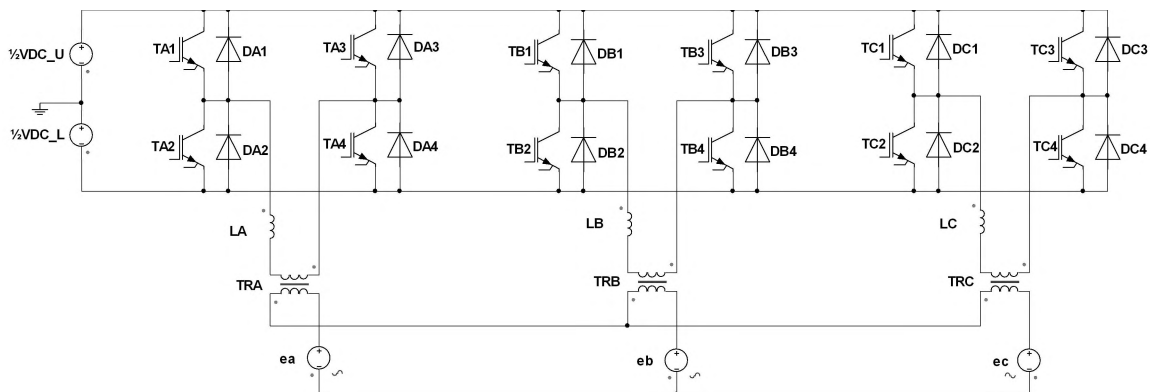 ½VDC_U
½VDC_L
TA1
DA1
TA3
DA3
TB1
DB1
TB3
DB3
TC1
DC1
TC3
DC3
TA2
DA2
TA4
DA4
TB2
DB2
TB4
DB4
TC2
DC2
TC4
DC4
LA
LB
LC
TRA
TRB
TRC
ea
eb
ec